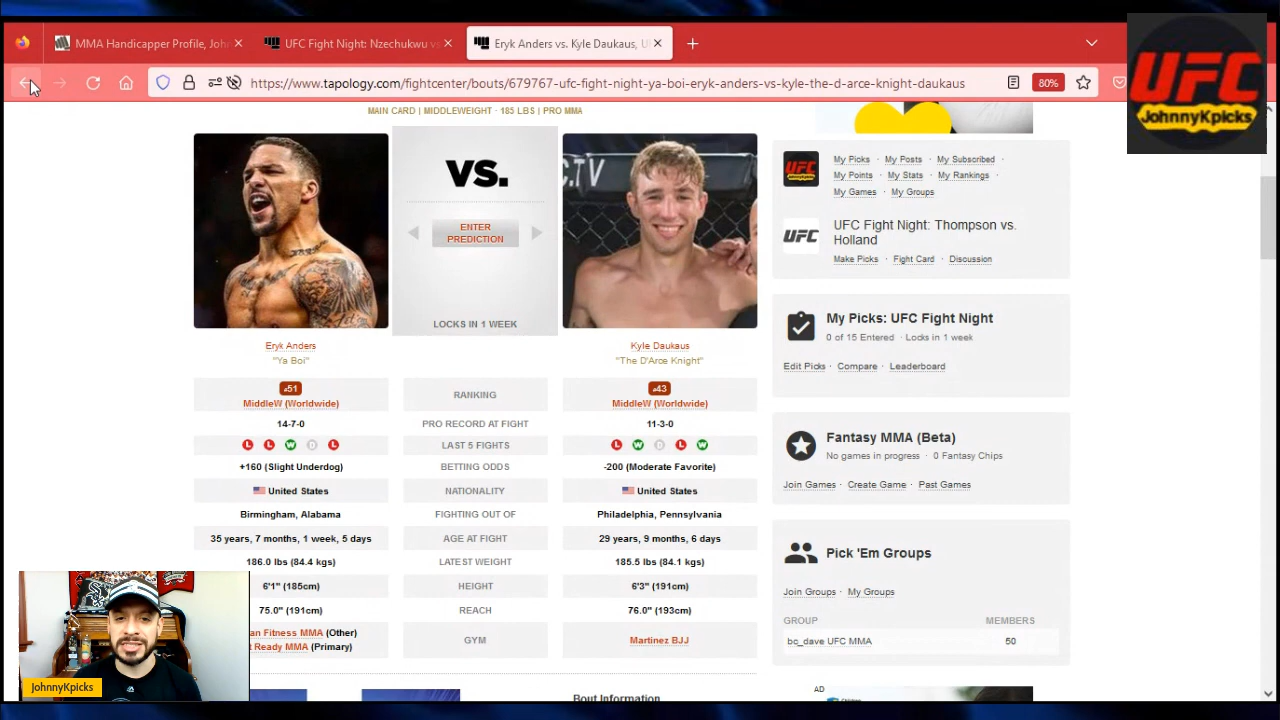 MMA Handicapper Profile, Joh
UFC Fight Night: Nzechukwu vs
Eryk Anders vs. Kyle Daukaus, U
https://www.tapology.com/fightcenter/bouts/679767-ufc-fight-night-ya-boi-eryk-anders-vs-kyle-the-d-arce-knight-daukaus
80%
UFC
JohnnyKpicks
MAIN CARD | MIDDLEWEIGHT · 185 LBS | PRO MMA
VS.
ENTER
PREDICTION
LOCKS IN 1 WEEK
C.TV
Eryk Anders
"Ya Boi"
Kyle Daukaus
"The D'Arce Knight"
#51
MiddleW (Worldwide)
RANKING
#43
MiddleW (Worldwide)
14-7-0
PRO RECORD AT FIGHT
11-3-0
L L W D L
LAST 5 FIGHTS
L W D L W
+160 (Slight Underdog)
BETTING ODDS
-200 (Moderate Favorite)
United States
NATIONALITY
United States
Birmingham, Alabama
FIGHTING OUT OF
Philadelphia, Pennsylvania
35 years, 7 months, 1 week, 5 days
AGE AT FIGHT
29 years, 9 months, 6 days
186.0 lbs (84.4 kgs)
LATEST WEIGHT
185.5 lbs (84.1 kgs)
6'1" (185cm)
HEIGHT
6'3" (191cm)
75.0" (191cm)
REACH
76.0" (193cm)
an Fitness MMA (Other)
t Ready MMA (Primary)
GYM
Martinez BJJ
Bout Information
My Picks · My Posts · My Subscribed ·
My Points · My Stats · My Rankings ·
My Games · My Groups
UFC
UFC Fight Night: Thompson vs.
Holland
Make Picks · Fight Card · Discussion
My Picks: UFC Fight Night
0 of 15 Entered · Locks in 1 week
Edit Picks · Compare · Leaderboard
Fantasy MMA (Beta)
No games in progress · 0 Fantasy Chips
Join Games · Create Game · Past Games
Pick 'Em Groups
Join Groups · My Groups
GROUP MEMBERS
bc_dave UFC MMA 50
AD
JohnnyKpicks